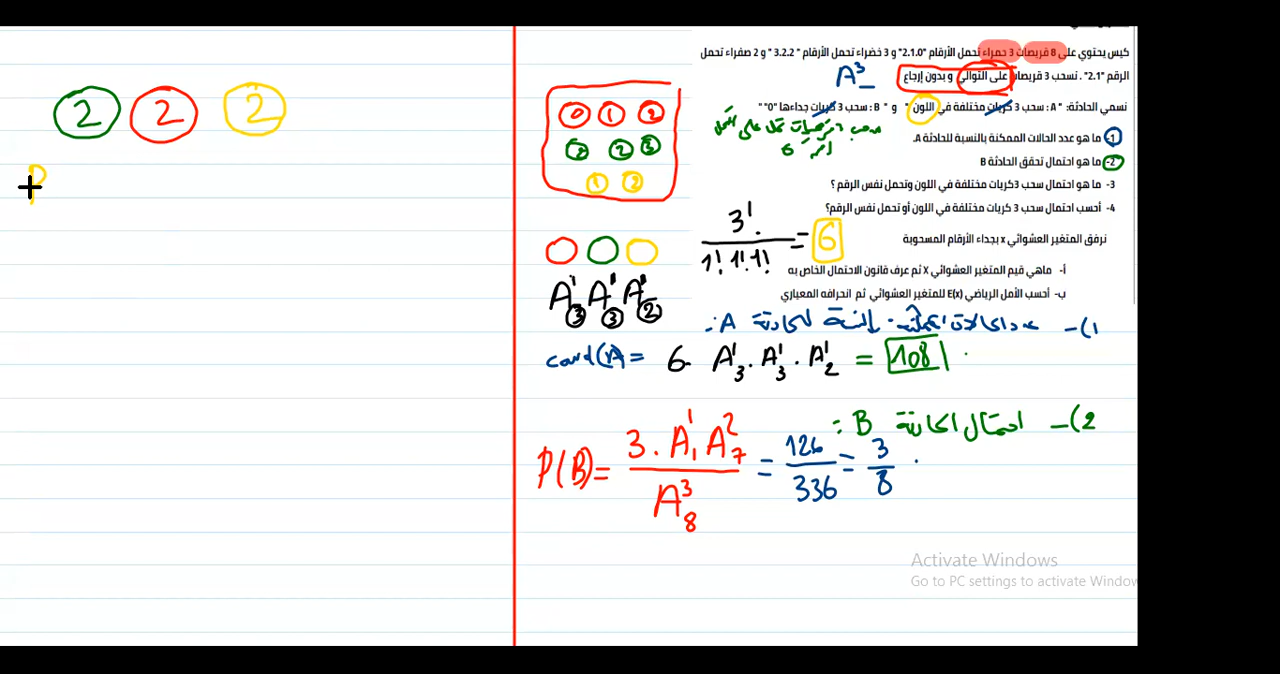 كيس يحتوي على 8 قريصات 3 حمراء تحمل الأرقام "2.1.0" و 3 خضراء تحمل الأرقام "3.2.2" و 2 صفراء تحمل
الرقم "2.1". نسحب 3 قريصات على التوالي و بدون إرجاع
A³
نسمي الحادثة: "A : سحب 3 كريات مختلفة في اللون" و "B : سحب 3 كريات جداءها "0""
1- ما هو عدد الحالات الممكنة بالنسبة للحادثة A.
2- ما هو احتمال تحقق الحادثة B
3- ما هو احتمال سحب 3كريات مختلفة في اللون وتحمل نفس الرقم ؟
4- أحسب احتمال سحب 3 كريات مختلفة في اللون أو تحمل نفس الرقم؟
نرفق المتغير العشوائي x بجداء الأرقام المسحوبة
أ- ماهي قيم المتغير العشوائي X ثم عرف قانون الاحتمال الخاص به
ب- أحسب الأمل الرياضي E(x) للمتغير العشوائي ثم انحرافه المعياري
2 2 2
P
0 1 2
2 2 3
1 2
3! / 1! 1! 1! = 6
A¹₃ A¹₃ A¹₂
1)- عدد الحالات الممكنة بالنسبة للحادثة A :
card(A) = 6. A¹₃ . A¹₃ . A¹₂ = 108
2)- احتمال الحادثة B :
P(B) = 3. A¹₁ A²₇ / A³₈ = 126/336 = 3/8
Activate Windows
Go to PC settings to activate Window